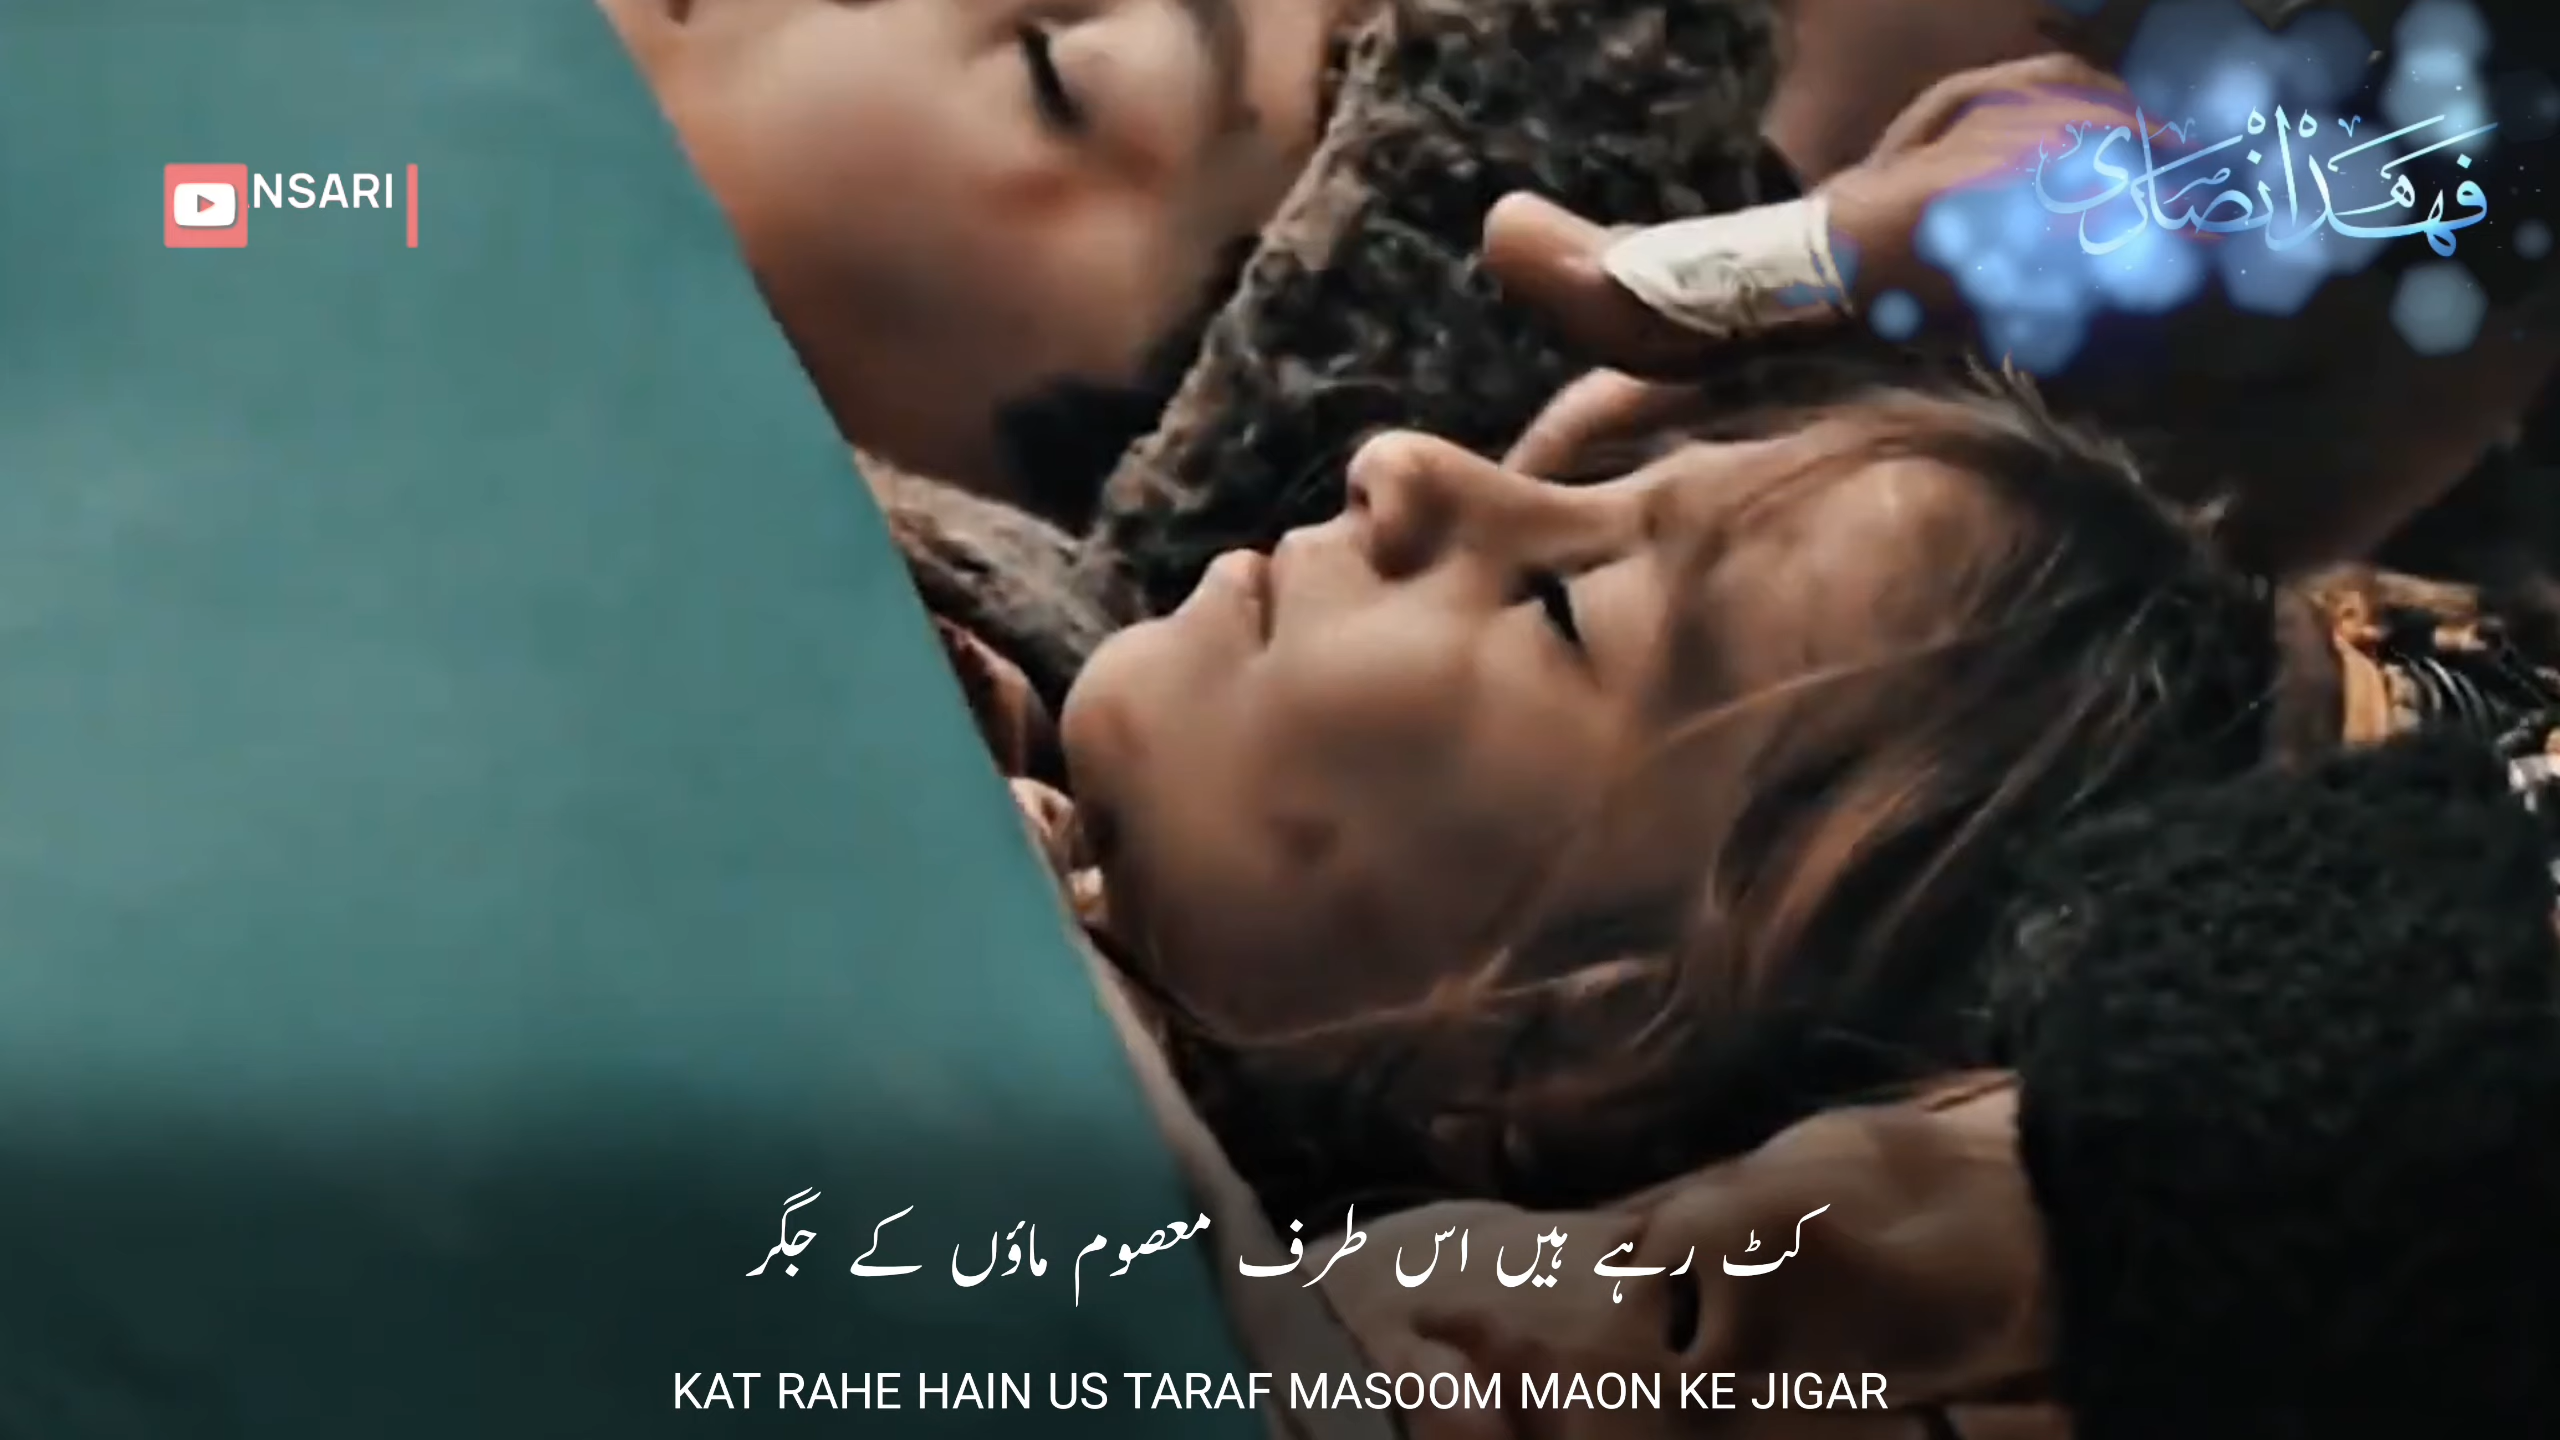 NSARI
فہد انصاری
کٹ رہے ہیں اس طرف معصوم ماؤں کے جگر
KAT RAHE HAIN US TARAF MASOOM MAON KE JIGAR